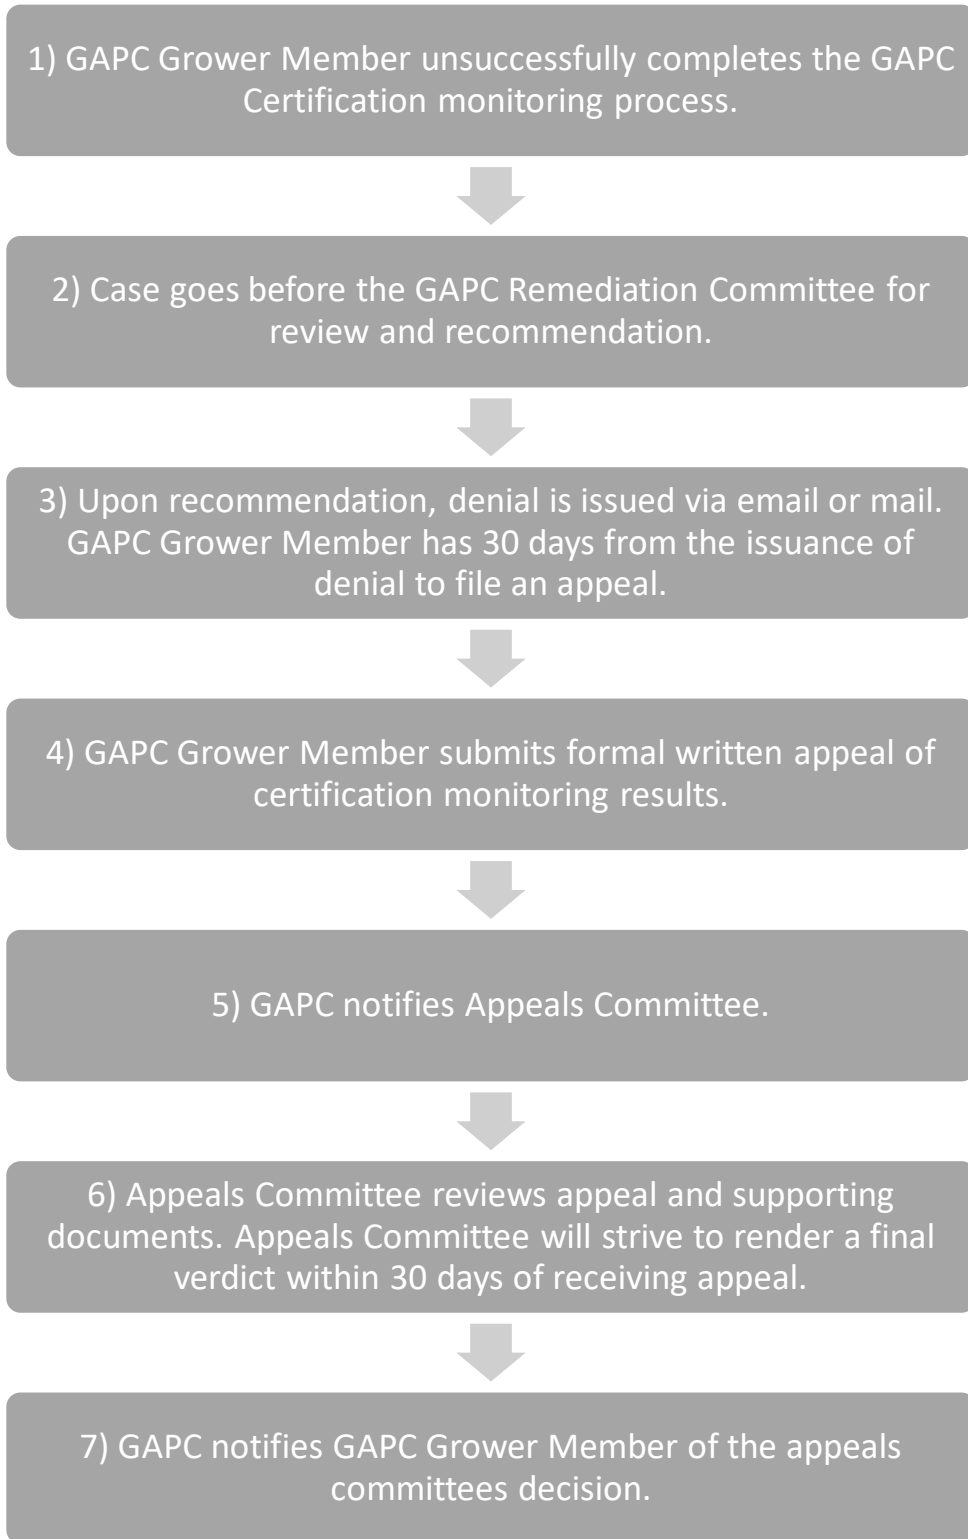 1) GAPC Grower Member unsuccessfully completes the GAPC
Certification monitoring process.
2) Case goes before the GAPC Remediation Committee for
review and recommendation.
3) Upon recommendation, denial is issued via email or mail.
GAPC Grower Member has 30 days from the issuance of
denial to file an appeal.
4) GAPC Grower Member submits formal written appeal of
certification monitoring results.
5) GAPC notifies Appeals Committee.
6) Appeals Committee reviews appeal and supporting
documents. Appeals Committee will strive to render a final
verdict within 30 days of receiving appeal.
7) GAPC notifies GAPC Grower Member of the appeals
committees decision.